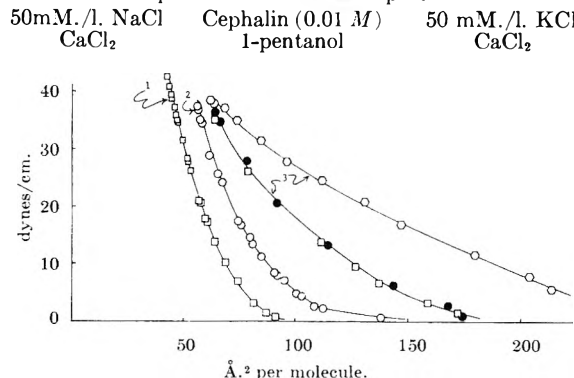 50mM./l. NaCl Cephalin (0.01 M) 50 mM./l. KCl
CaCl₂ 1-pentanol CaCl₂
40
30
20
10
0
dynes/cm.
1
2
3
50 100 150 200
Å.² per molecule.